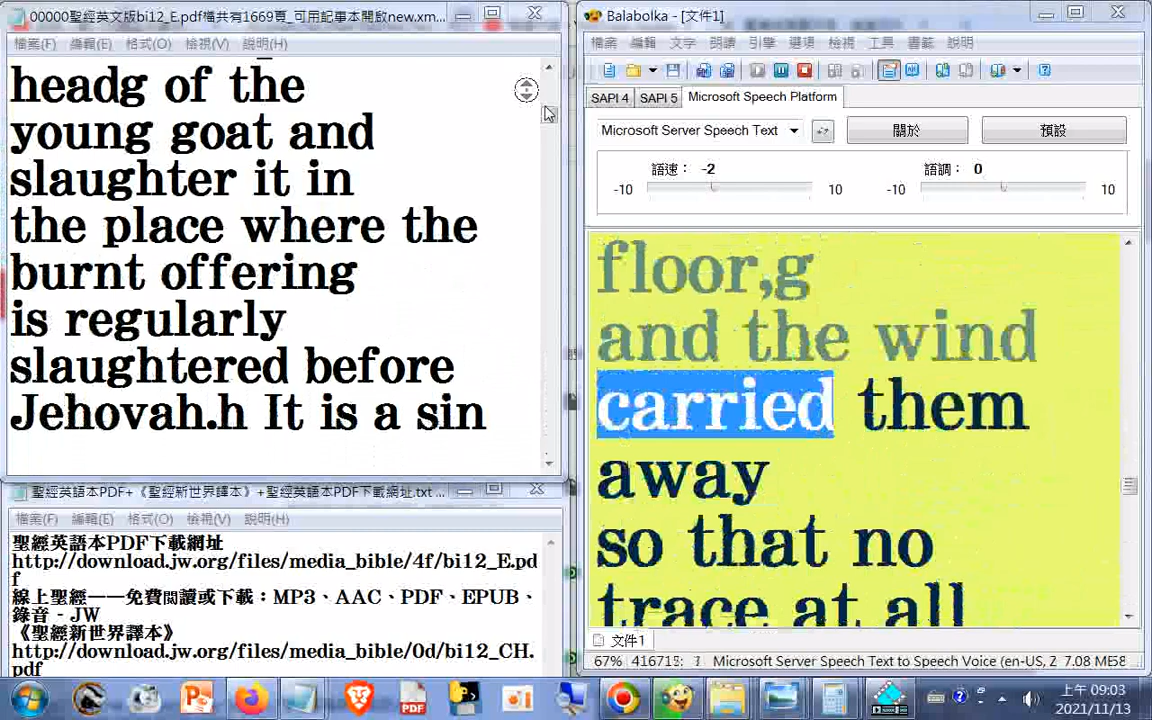 00000聖經英文版bi12_E.pdf檔共有1669頁_可用記事本開啟new.xm...
檔案(F) 編輯(E) 格式(O) 檢視(V) 說明(H)
headg of the
young goat and
slaughter it in
the place where the
burnt offering
is regularly
slaughtered before
Jehovah.h It is a sin
聖經英語本PDF+《聖經新世界譯本》+聖經英語本PDF下載網址.txt ...
檔案(F) 編輯(E) 格式(O) 檢視(V) 說明(H)
聖經英語本PDF下載網址
http://download.jw.org/files/media_bible/4f/bi12_E.pd
f
線上聖經——免費閱讀或下載：MP3、AAC、PDF、EPUB、
錄音 - JW
《聖經新世界譯本》
http://download.jw.org/files/media_bible/0d/bi12_CH.
pdf
Balabolka - [文件1]
檔案 編輯 文字 朗讀 引擎 選項 檢視 工具 書籤 說明
SAPI 4 SAPI 5 Microsoft Speech Platform
Microsoft Server Speech Text 關於 預設
語速： -2 語調： 0
-10 10 -10 10
floor,g
and the wind
carried them
away
so that no
trace at all
文件1
67% Microsoft Server Speech Text to Speech Voice (en-US, 7.08 ME
上午 09:03
2021/11/13